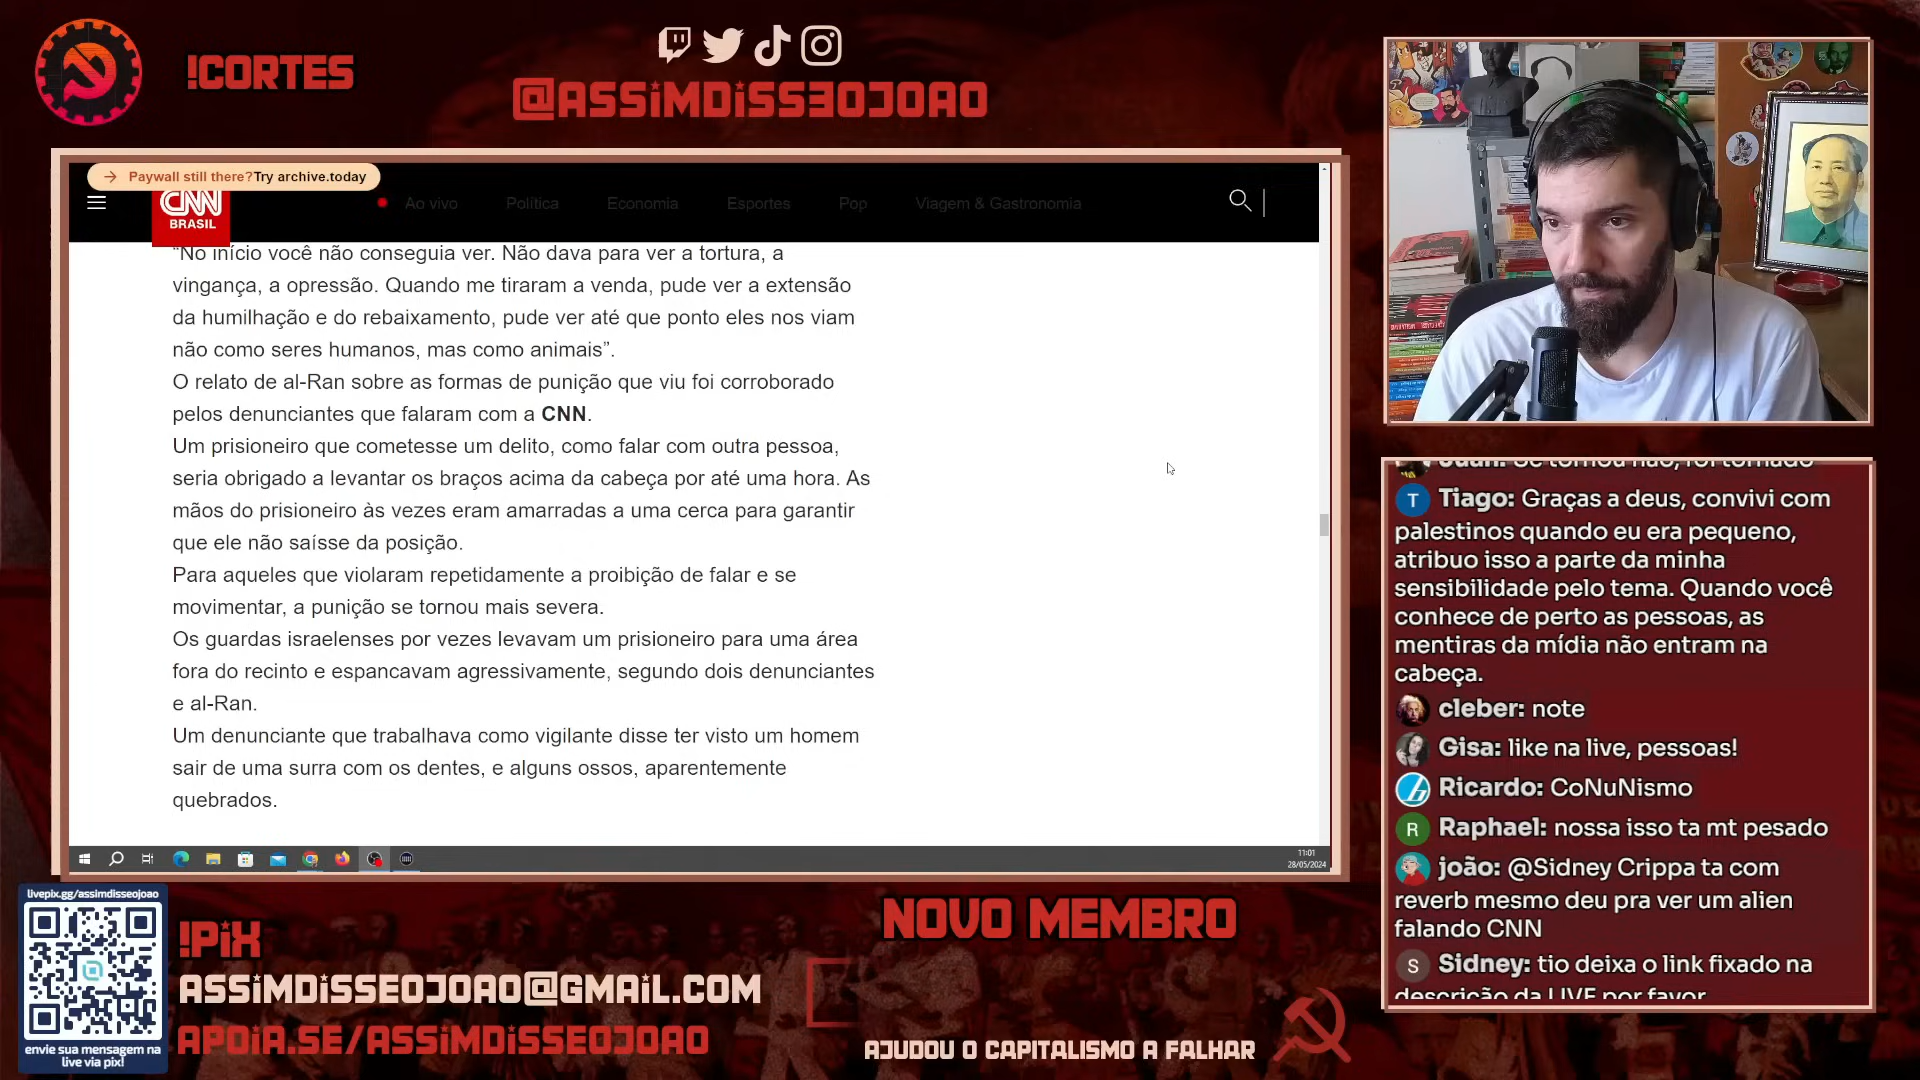 !CORTES
@ASSIMDISSEOJOAO
→ Paywall still there? Try archive.today
CNN
BRASIL
Ao vivo
Política
Economia
Esportes
Pop
Viagem & Gastronomia
“No início você não conseguia ver. Não dava para ver a tortura, a
vingança, a opressão. Quando me tiraram a venda, pude ver a extensão
da humilhação e do rebaixamento, pude ver até que ponto eles nos viam
não como seres humanos, mas como animais”.
O relato de al-Ran sobre as formas de punição que viu foi corroborado
pelos denunciantes que falaram com a CNN.
Um prisioneiro que cometesse um delito, como falar com outra pessoa,
seria obrigado a levantar os braços acima da cabeça por até uma hora. As
mãos do prisioneiro às vezes eram amarradas a uma cerca para garantir
que ele não saísse da posição.
Para aqueles que violaram repetidamente a proibição de falar e se
movimentar, a punição se tornou mais severa.
Os guardas israelenses por vezes levavam um prisioneiro para uma área
fora do recinto e espancavam agressivamente, segundo dois denunciantes
e al-Ran.
Um denunciante que trabalhava como vigilante disse ter visto um homem
sair de uma surra com os dentes, e alguns ossos, aparentemente
quebrados.
11:01
28/05/2024
Juan: Se tornou não, foi tornado
T Tiago: Graças a deus, convivi com
palestinos quando eu era pequeno,
atribuo isso a parte da minha
sensibilidade pelo tema. Quando você
conhece de perto as pessoas, as
mentiras da mídia não entram na
cabeça.
cleber: note
Gisa: like na live, pessoas!
Ricardo: CoNuNismo
R Raphael: nossa isso ta mt pesado
joão: @Sidney Crippa ta com
reverb mesmo deu pra ver um alien
falando CNN
S Sidney: tio deixa o link fixado na
descrição da LIVE por favor
livepix.gg/assimdisseojoao
envie sua mensagem na
live via pix!
!PIX
ASSIMDISSEOJOAO@GMAIL.COM
APOIA.SE/ASSIMDISSEOJOAO
NOVO MEMBRO
AJUDOU O CAPITALISMO A FALHAR